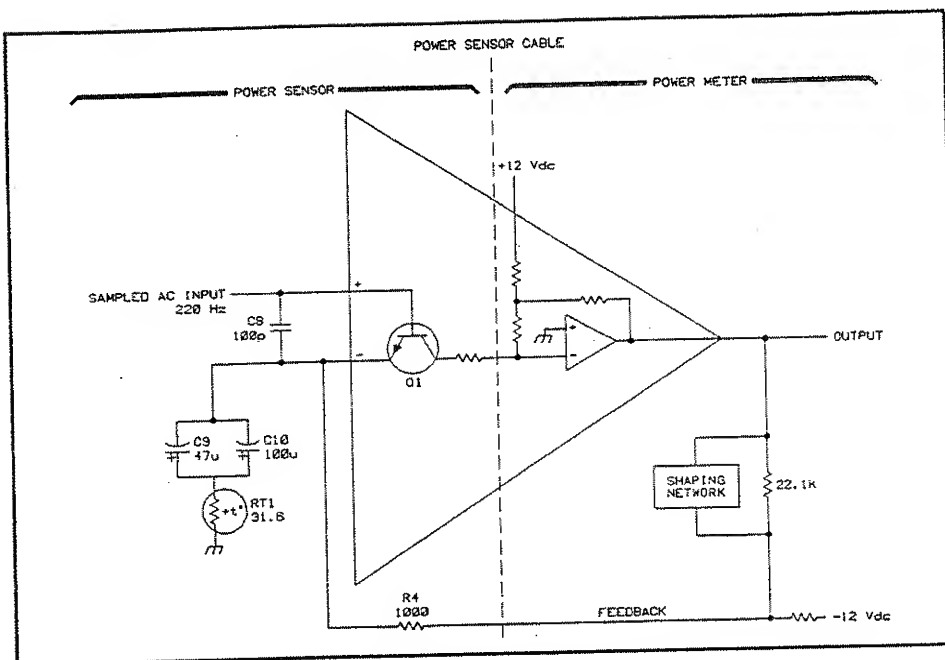 POWER SENSOR CABLE
POWER SENSOR
POWER METER
+12 Vdc
SAMPLED AC INPUT
220 Hz
+
C8
100p
-
Q1
+
-
OUTPUT
C9
47u
C10
100u
+t°
RT1
31.6
SHAPING
NETWORK
22.1K
R4
1000
FEEDBACK
-12 Vdc